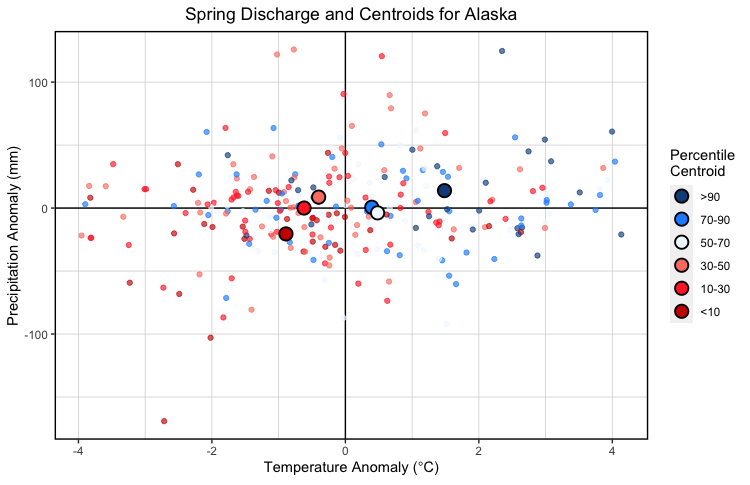 Spring Discharge and Centroids for Alaska
Precipitation Anomaly (mm)
100
0
-100
-4
-2
0
2
4
Temperature Anomaly (°C)
Percentile
Centroid
>90
70-90
50-70
30-50
10-30
<10